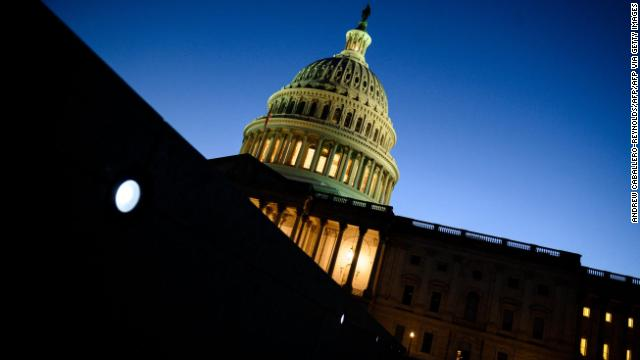 ANDREW CABALLERO-REYNOLDS/AFP/AFP VIA GETTY IMAGES